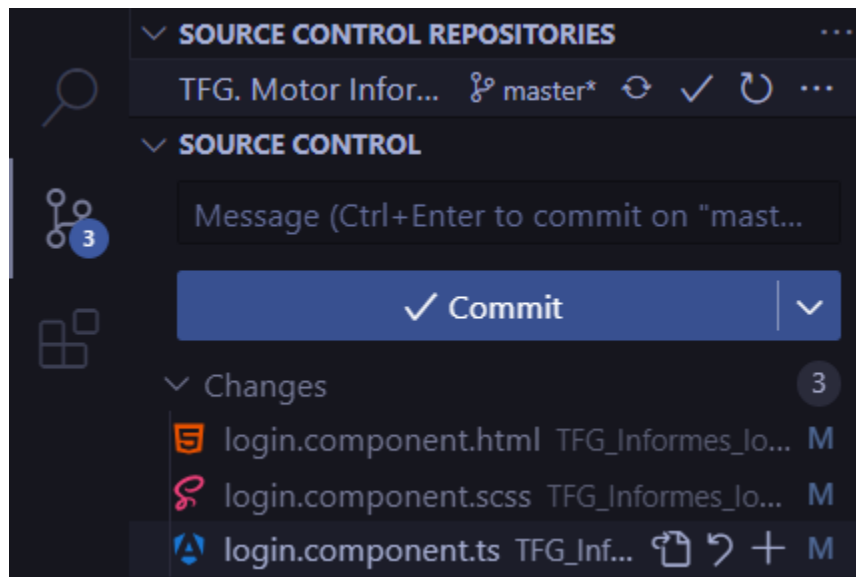 SOURCE CONTROL REPOSITORIES
TFG. Motor Infor... master*
SOURCE CONTROL
Message (Ctrl+Enter to commit on "mast...
3
Commit
Changes 3
login.component.html TFG_Informes_lo... M
login.component.scss TFG_Informes_lo... M
login.component.ts TFG_Inf... M